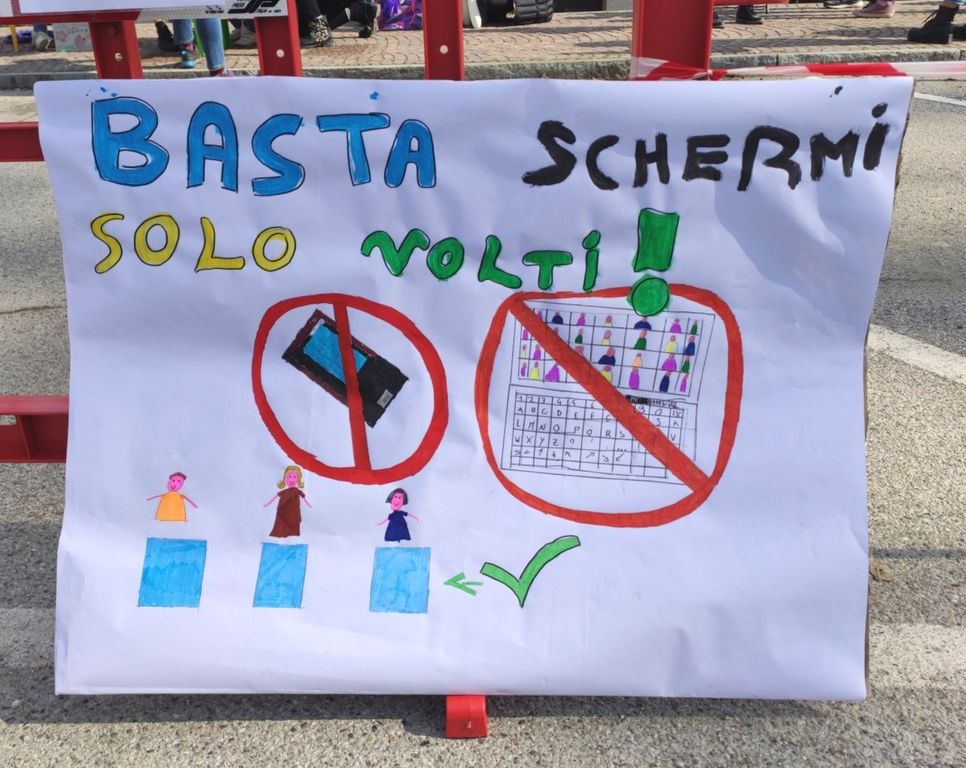 BASTA SCHERMI
SOLO VOLTI!
A B C D E F G
L M N O P Q R S
W X Y Z